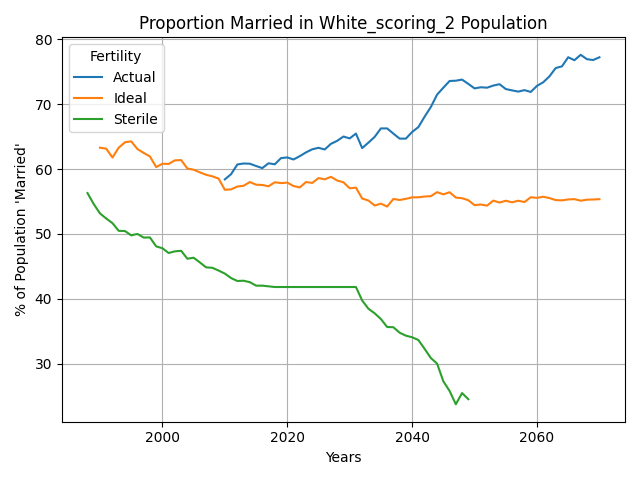 Proportion Married in White_scoring_2 Population
% of Population 'Married'
80
70
60
50
40
30
Fertility
Actual
Ideal
Sterile
2000
2020
2040
2060
Years